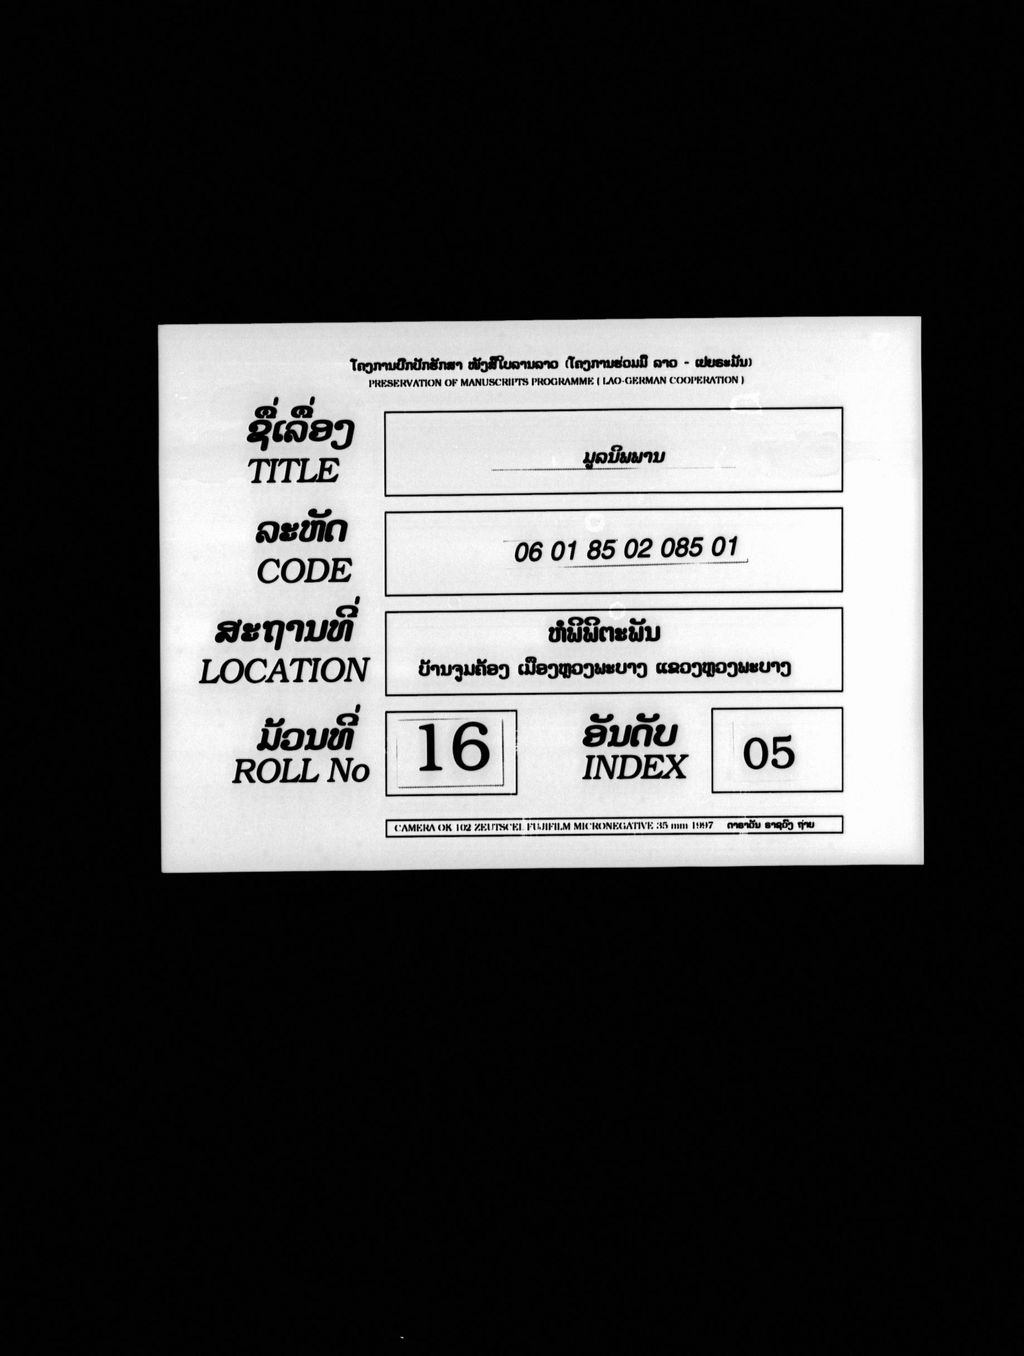 ໂຄງການປົກປັກຮັກສາ ໜັງສືໃບລານລາວ (ໂຄງການຮ່ວມມື ລາວ - ເຢຍຣະມັນ)
PRESERVATION OF MANUSCRIPTS PROGRAMME ( LAO-GERMAN COOPERATION )
ຊື່ເລື່ອງ
TITLE
ມູລນິພພານ
ລະຫັດ
CODE
06 01 85 02 085 01
ສະຖານທີ່
LOCATION
ຫໍພິພິຕະພັນ
ບ້ານຈຸມຄ້ອງ ເມືອງຫຼວງພະບາງ ແຂວງຫຼວງພະບາງ
ມ້ວນທີ່
ROLL No
16
ອັນດັບ
INDEX
05
CAMERA OK 102 ZEUTSCEL FUJIFILM MICRONEGATIVE 35 mm 1997 ຖ່າຍ